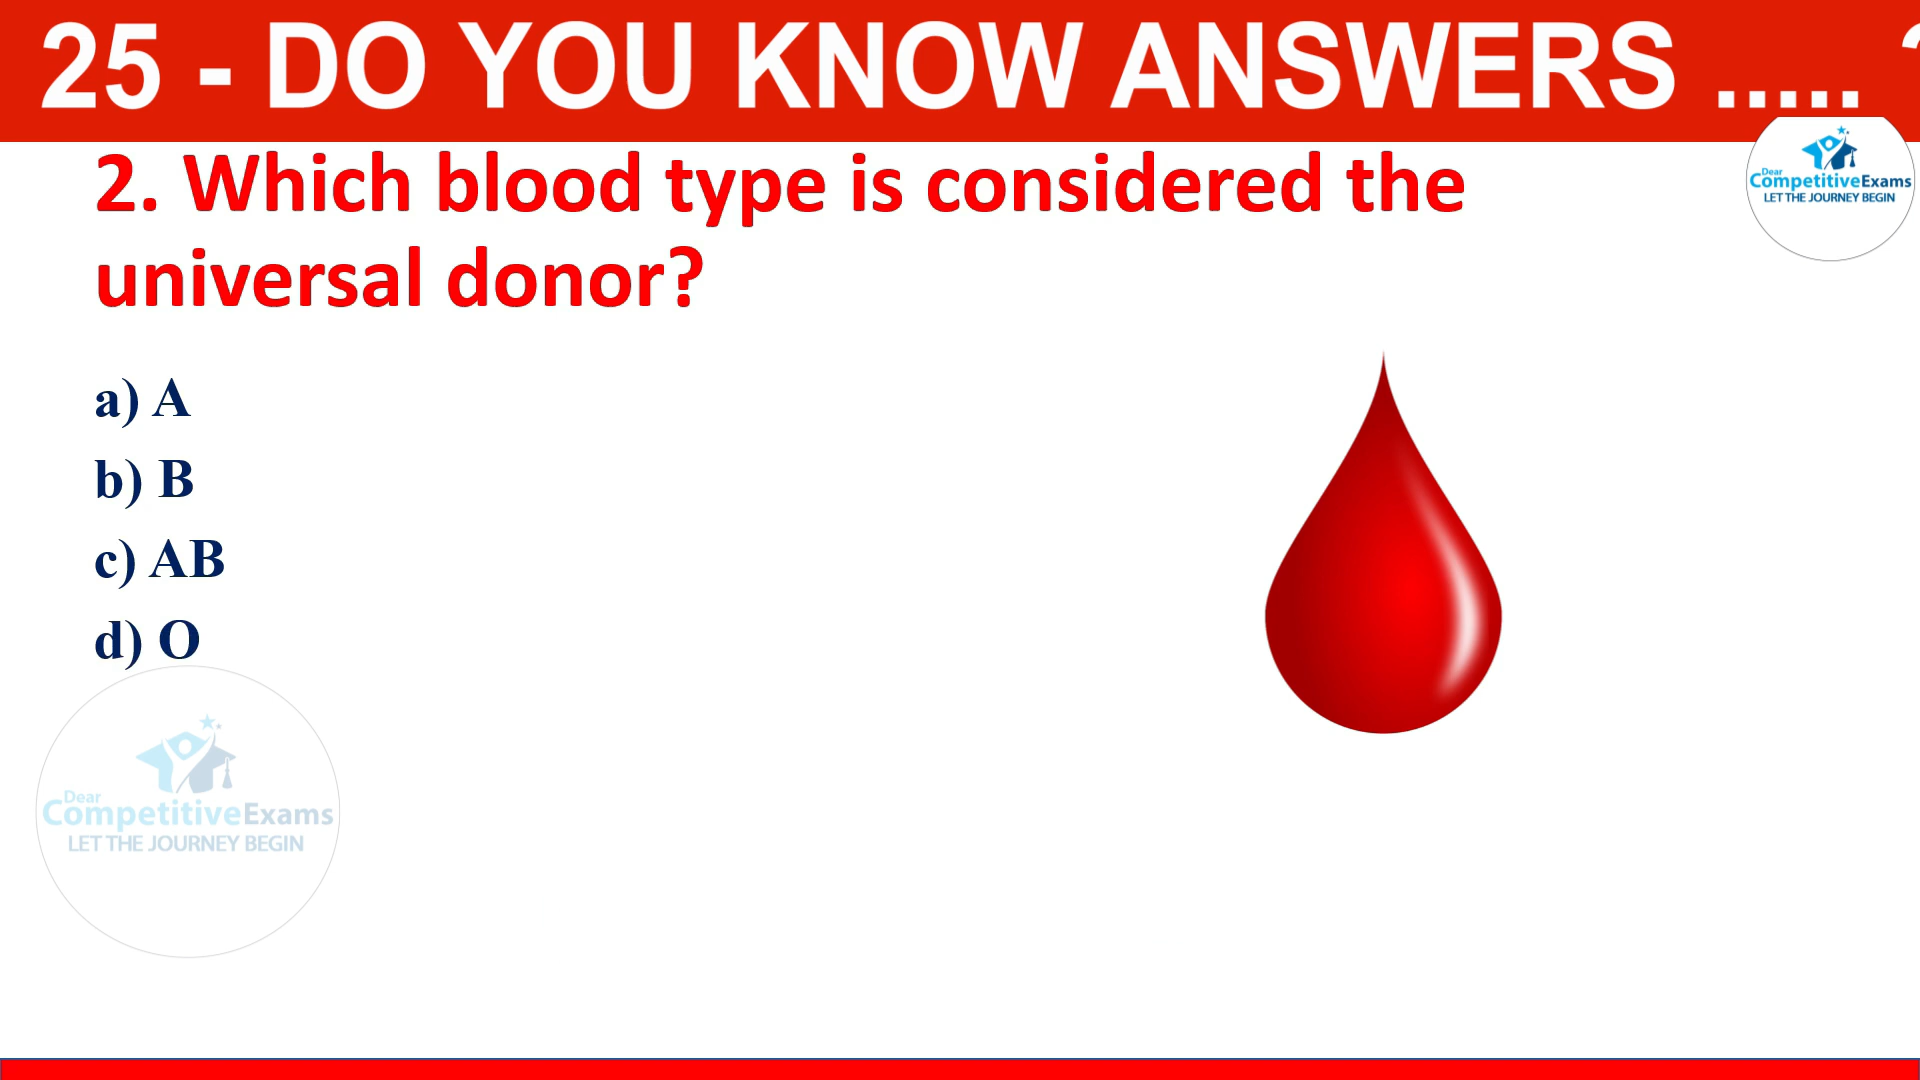 25 - DO YOU KNOW ANSWERS ..... ?
Dear
CompetitiveExams
LET THE JOURNEY BEGIN
2. Which blood type is considered the
universal donor?
a) A
b) B
c) AB
d) O
Dear
CompetitiveExams
LET THE JOURNEY BEGIN